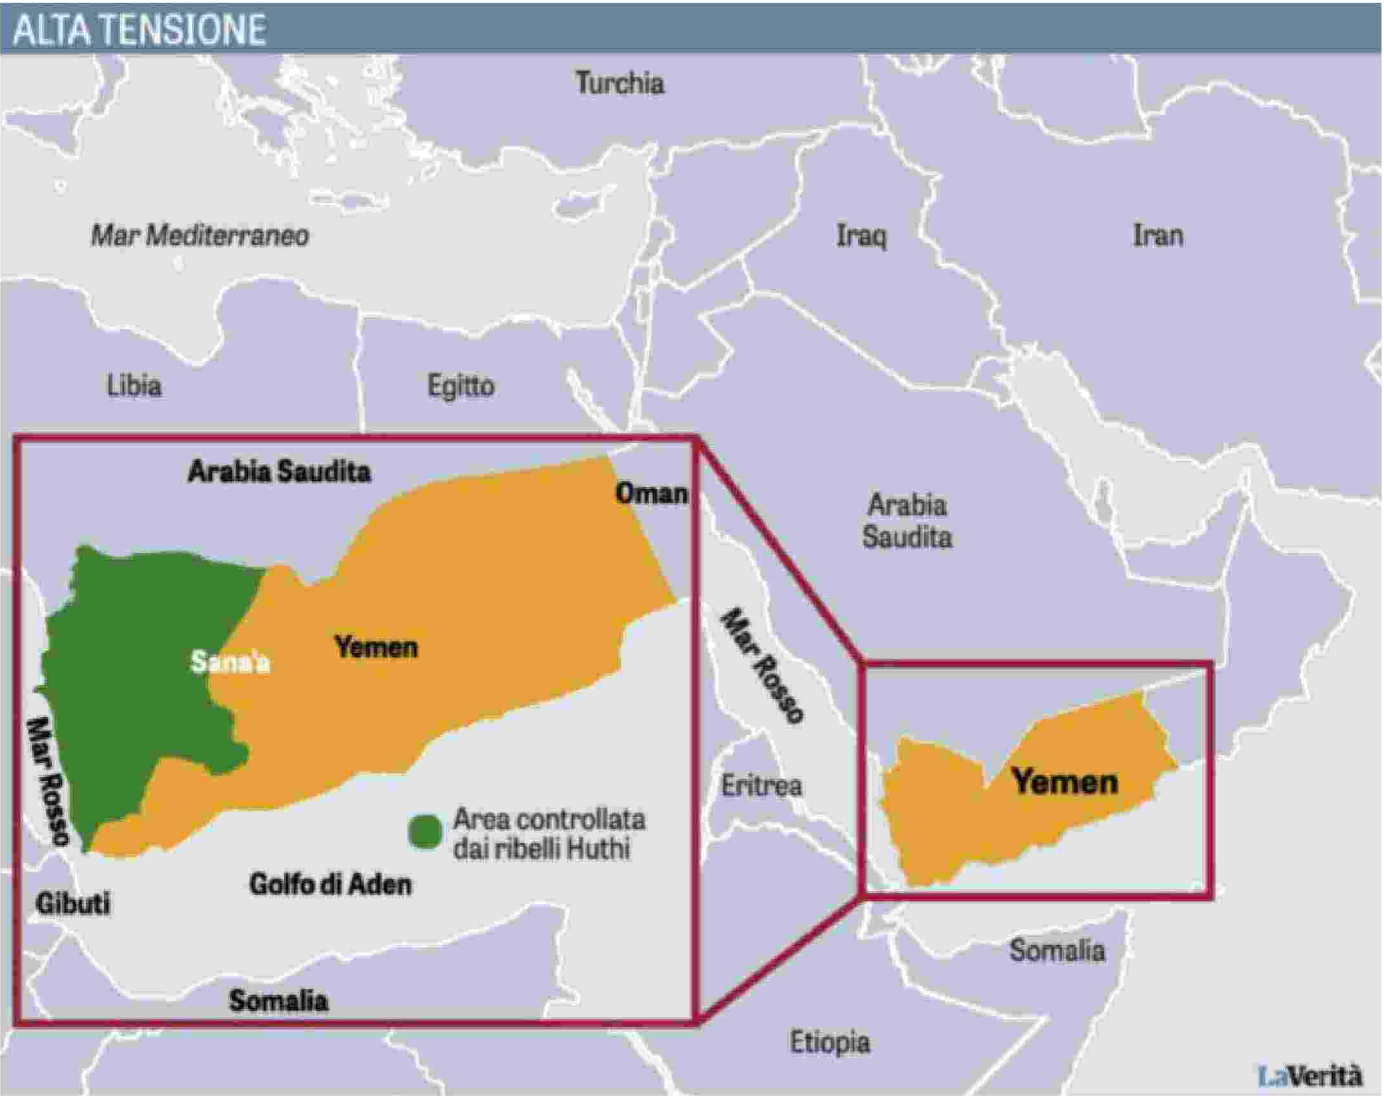 ALTA TENSIONE
Turchia
Mar Mediterraneo
Iraq
Iran
Libia
Egitto
Arabia Saudita
Oman
Arabia
Saudita
Sana'a
Yemen
Mar Rosso
Mar Rosso
Yemen
Eritrea
Area controllata
dai ribelli Huthi
Golfo di Aden
Gibuti
Somalia
Somalia
Etiopia
LaVerità